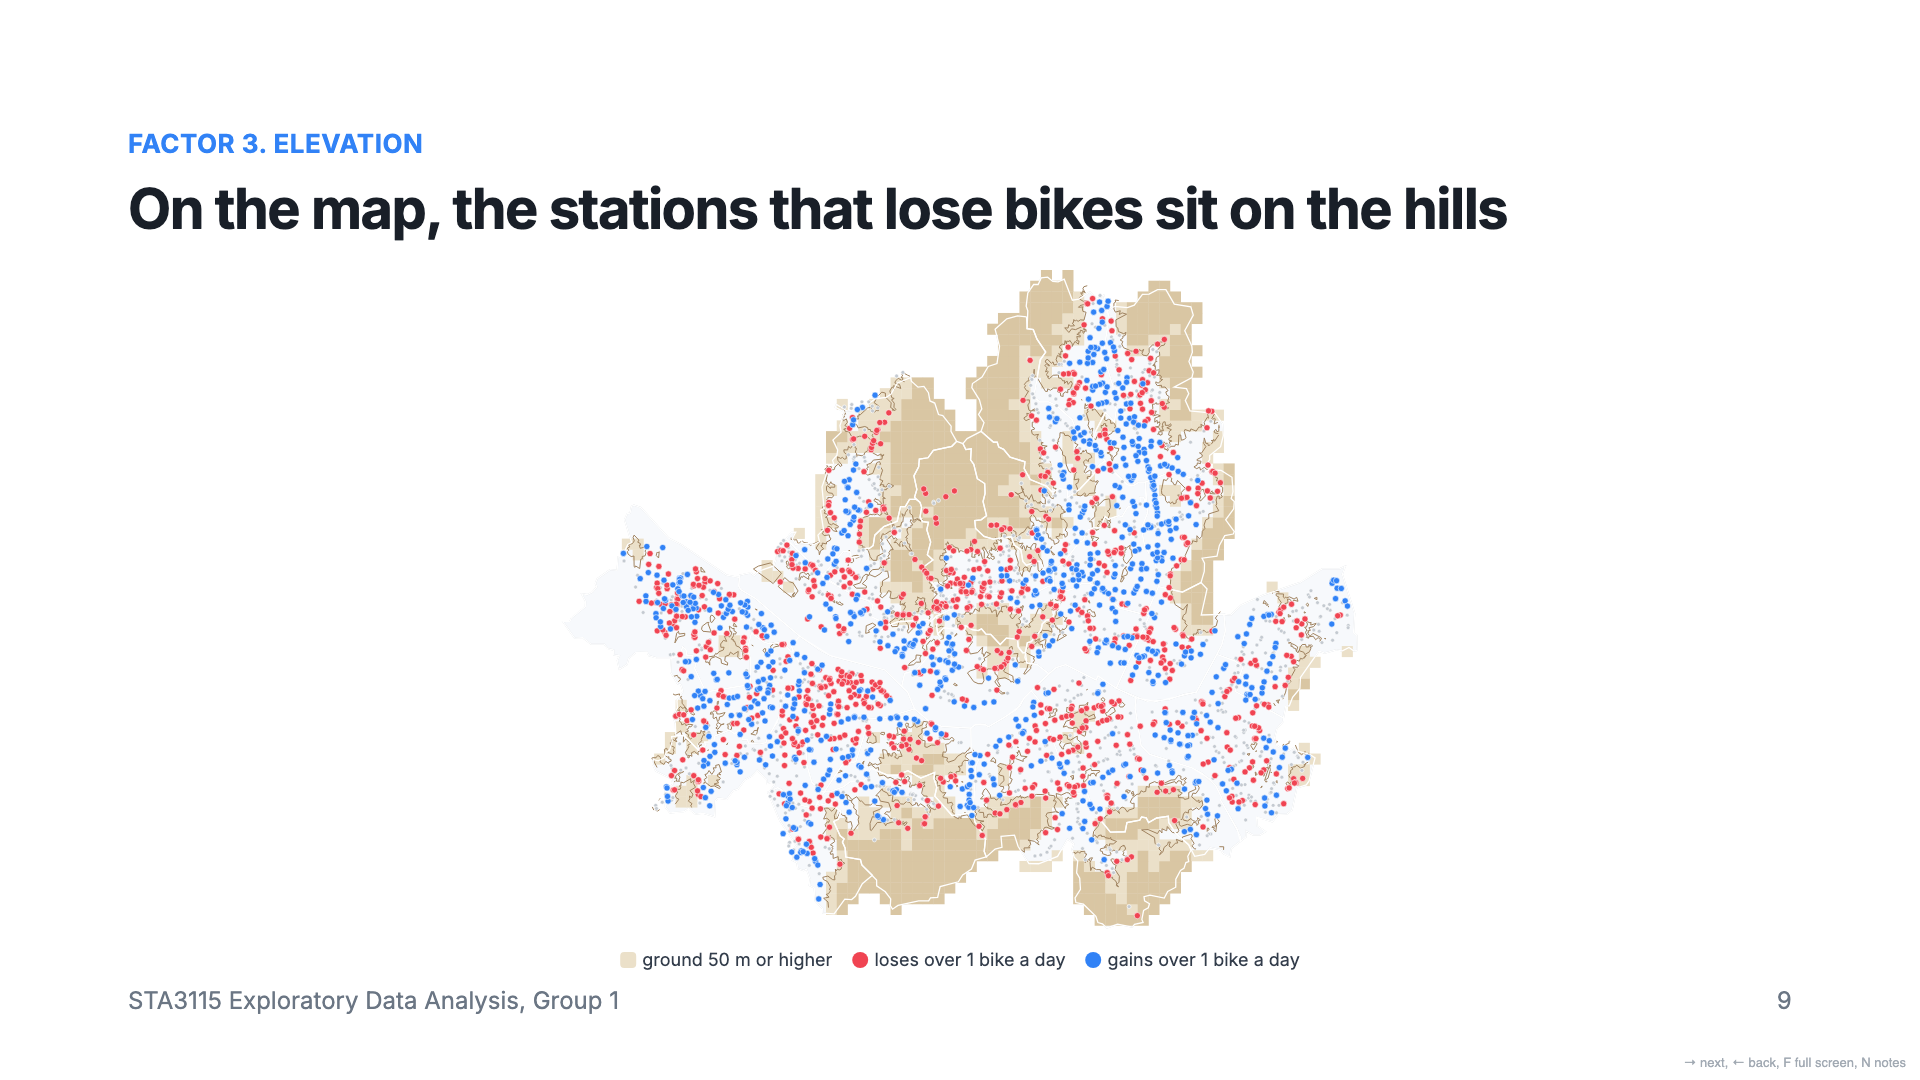 FACTOR 3. ELEVATION
On the map, the stations that lose bikes sit on the hills
ground 50 m or higher
loses over 1 bike a day
gains over 1 bike a day
STA3115 Exploratory Data Analysis, Group 1
9
→ next, ← back, F full screen, N notes